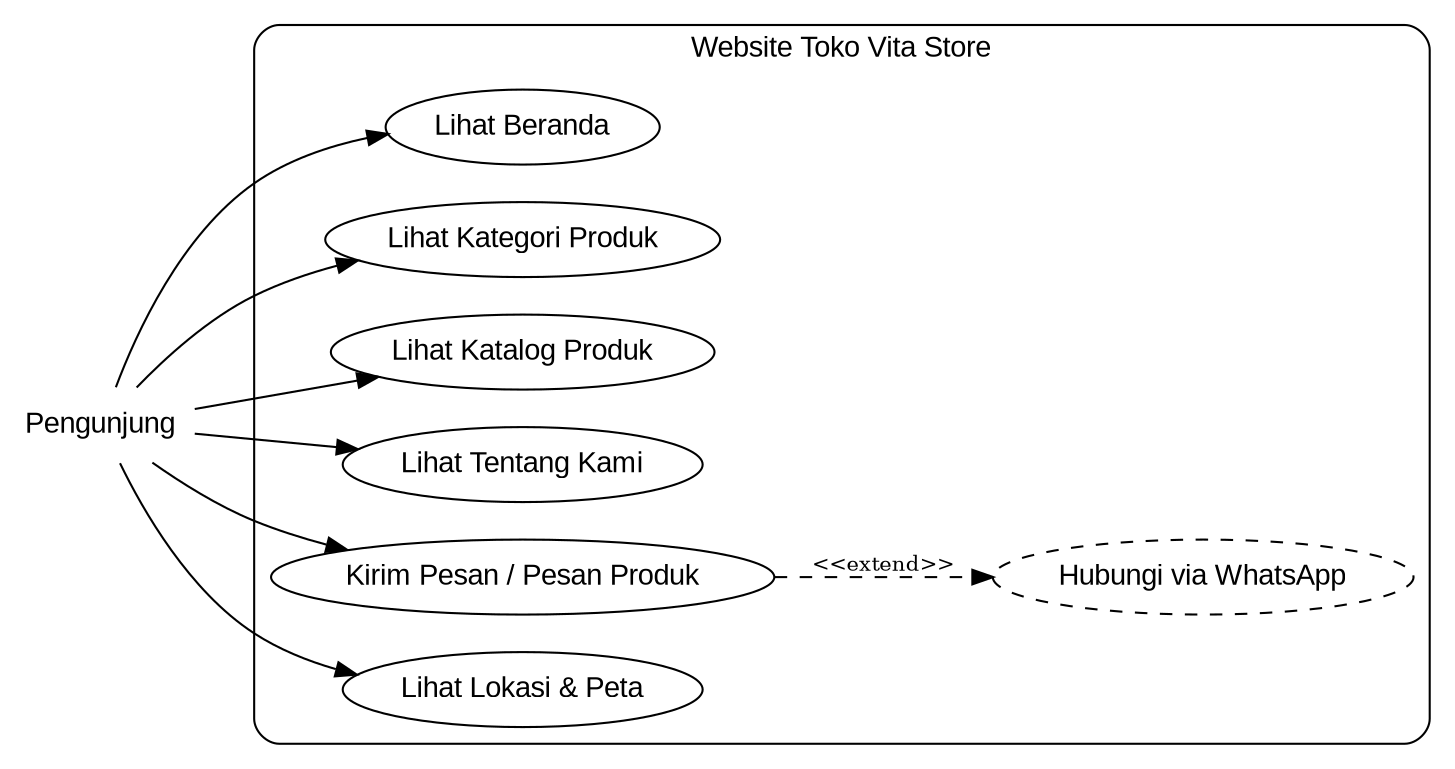 Website Toko Vita Store
Lihat Beranda
Lihat Kategori Produk
Lihat Katalog Produk
Pengunjung
Lihat Tentang Kami
Kirim Pesan / Pesan Produk
<<extend>>
Hubungi via WhatsApp
Lihat Lokasi & Peta